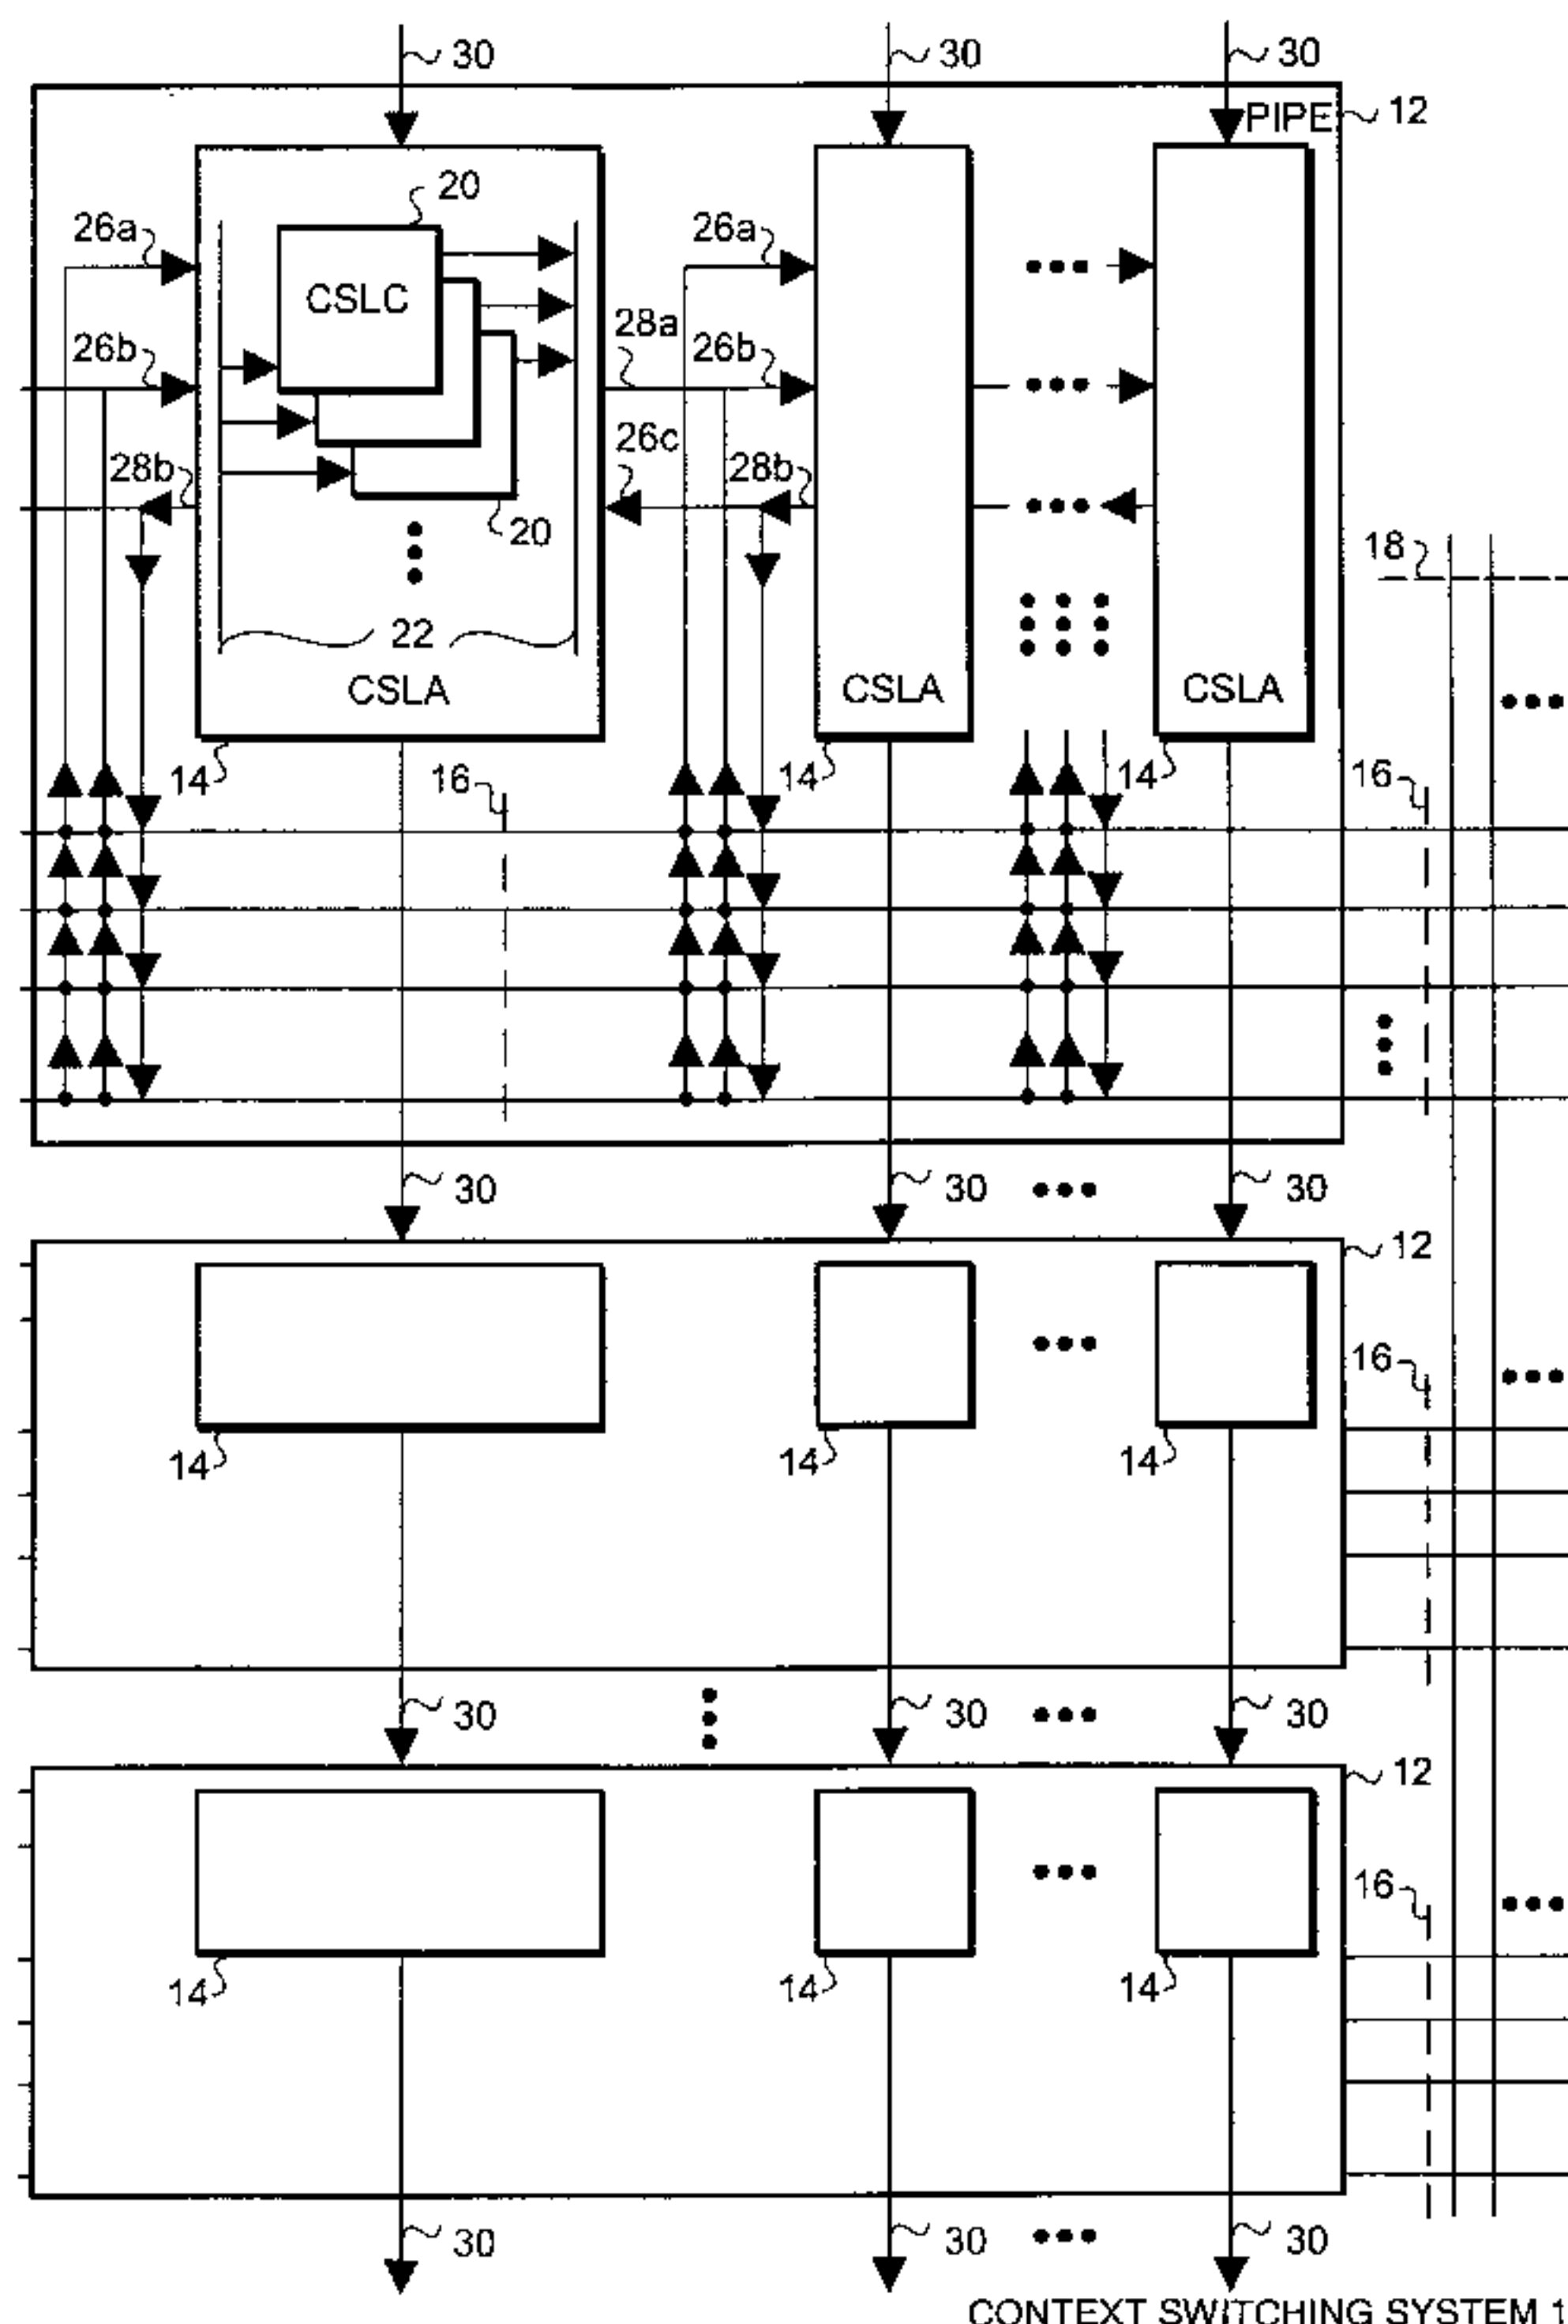 30 30 30
PIPE 12
20
26a 26a
CSLC
28a
26b 26b
26c
28b 28b
20
18
22
CSLA CSLA CSLA
14 16 14 14 16
30 30 30
12
16
14 14 14
30 30 30
12
16
14 14 14
30 30 30
CONTEXT SWITCHING SYSTEM 1